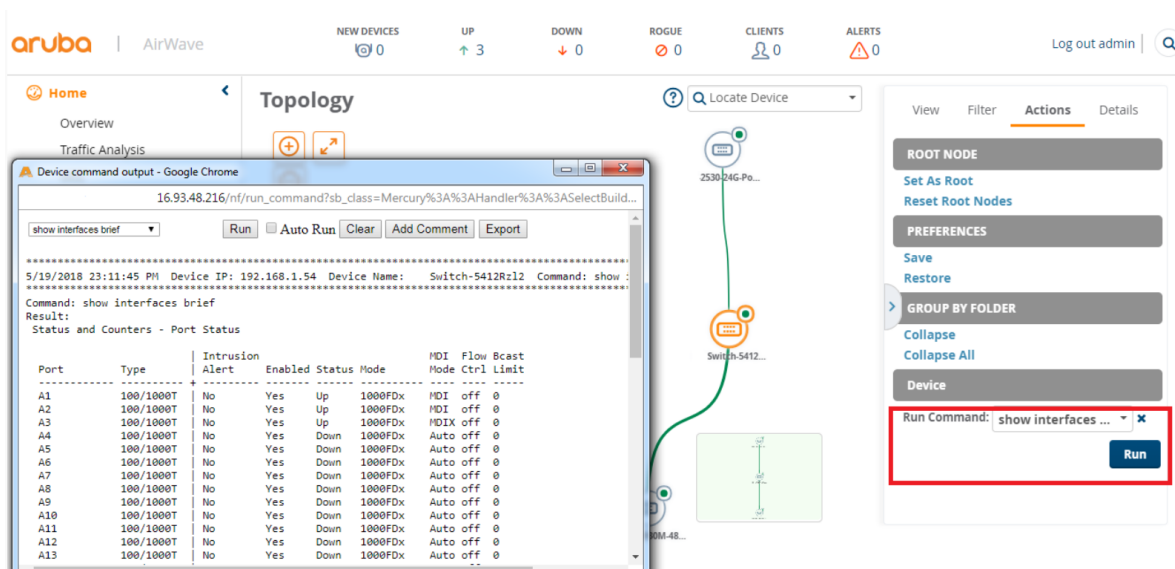 aruba | AirWave
NEW DEVICES
0
UP
3
DOWN
0
ROGUE
0
CLIENTS
0
ALERTS
0
Log out admin
Home
Overview
Traffic Analysis
Topology
Locate Device
2530-24G-Po...
Switch-5412...
0M-48...
Device command output - Google Chrome
16.93.48.216/nf/run_command?sb_class=Mercury%3A%3AHandler%3A%3ASelectBuild...
show interfaces brief Run Auto Run Clear Add Comment Export
******************************************************************************
5/19/2018 23:11:45 PM Device IP: 192.168.1.54 Device Name: Switch-5412Rzl2 Command: show
******************************************************************************
Command: show interfaces brief
Result:
Status and Counters - Port Status
| Intrusion MDI Flow Bcast
Port Type | Alert Enabled Status Mode Mode Ctrl Limit
------------ ---------- + --------- ------- ------ ---------- ---- ---- -----
A1 100/1000T | No Yes Up 1000FDx MDI off 0
A2 100/1000T | No Yes Up 1000FDx MDI off 0
A3 100/1000T | No Yes Up 1000FDx MDIX off 0
A4 100/1000T | No Yes Down 1000FDx Auto off 0
A5 100/1000T | No Yes Down 1000FDx Auto off 0
A6 100/1000T | No Yes Down 1000FDx Auto off 0
A7 100/1000T | No Yes Down 1000FDx Auto off 0
A8 100/1000T | No Yes Down 1000FDx Auto off 0
A9 100/1000T | No Yes Down 1000FDx Auto off 0
A10 100/1000T | No Yes Down 1000FDx Auto off 0
A11 100/1000T | No Yes Down 1000FDx Auto off 0
A12 100/1000T | No Yes Down 1000FDx Auto off 0
A13 100/1000T | No Yes Down 1000FDx Auto off 0
View Filter Actions Details
ROOT NODE
Set As Root
Reset Root Nodes
PREFERENCES
Save
Restore
GROUP BY FOLDER
Collapse
Collapse All
Device
Run Command: show interfaces ...
Run